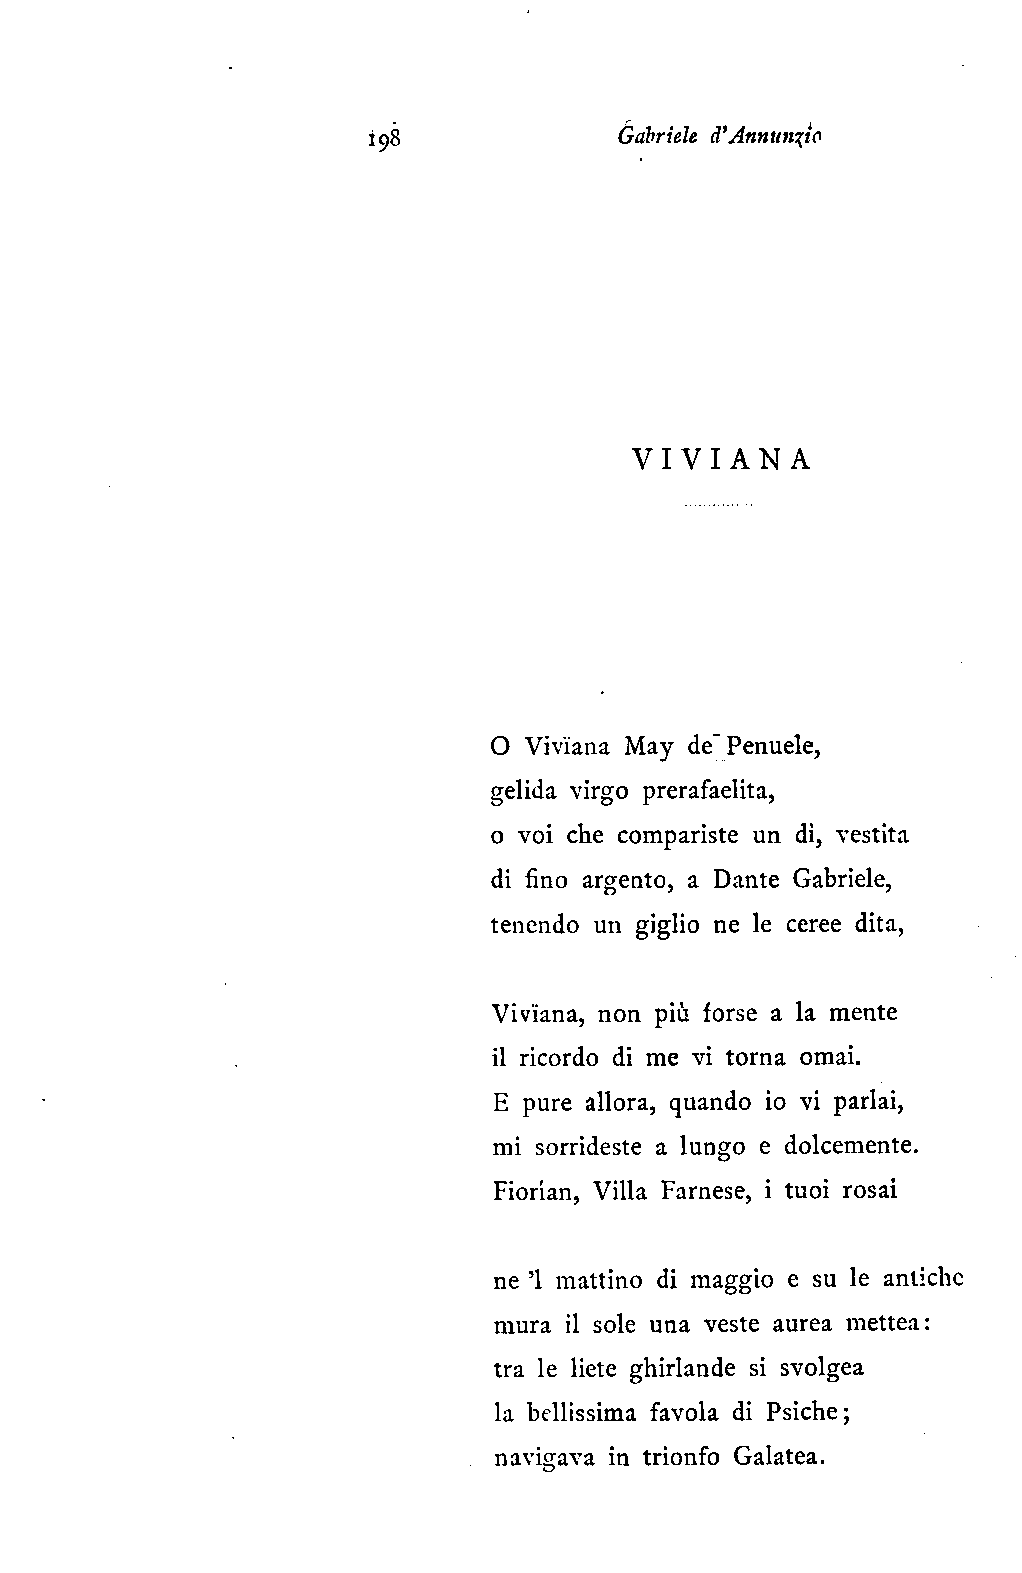 198 Gabriele d'Annunzio
VIVIANA
O Vivïana May de Penuele,
gelida virgo prerafaelita,
o voi che compariste un dì, vestita
di fino argento, a Dante Gabriele,
tenendo un giglio ne le ceree dita,
Vivïana, non più forse a la mente
il ricordo di me vi torna omai.
E pure allora, quando io vi parlai,
mi sorrideste a lungo e dolcemente.
Fiorían, Villa Farnese, i tuoi rosai
ne 'l mattino di maggio e su le antiche
mura il sole una veste aurea mettea:
tra le liete ghirlande si svolgea
la bellissima favola di Psiche;
navigava in trionfo Galatea.